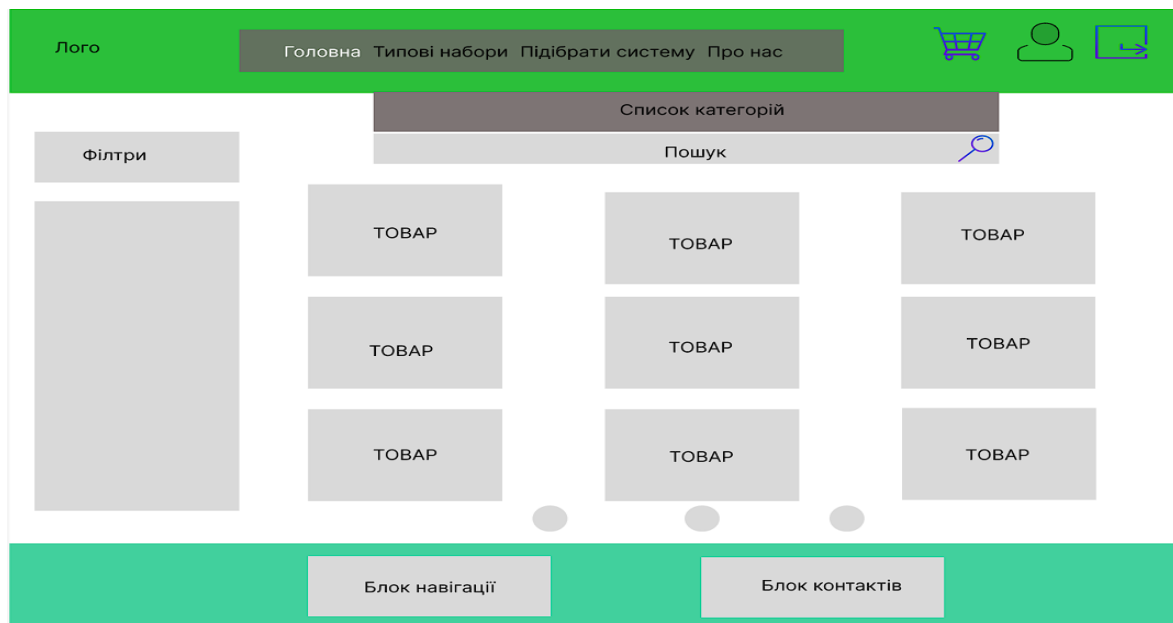 Лого
Головна Типові набори Підібрати систему Про нас
Список категорій
Пошук
Філтри
ТОВАР
ТОВАР
ТОВАР
ТОВАР
ТОВАР
ТОВАР
ТОВАР
ТОВАР
ТОВАР
Блок навігації
Блок контактів